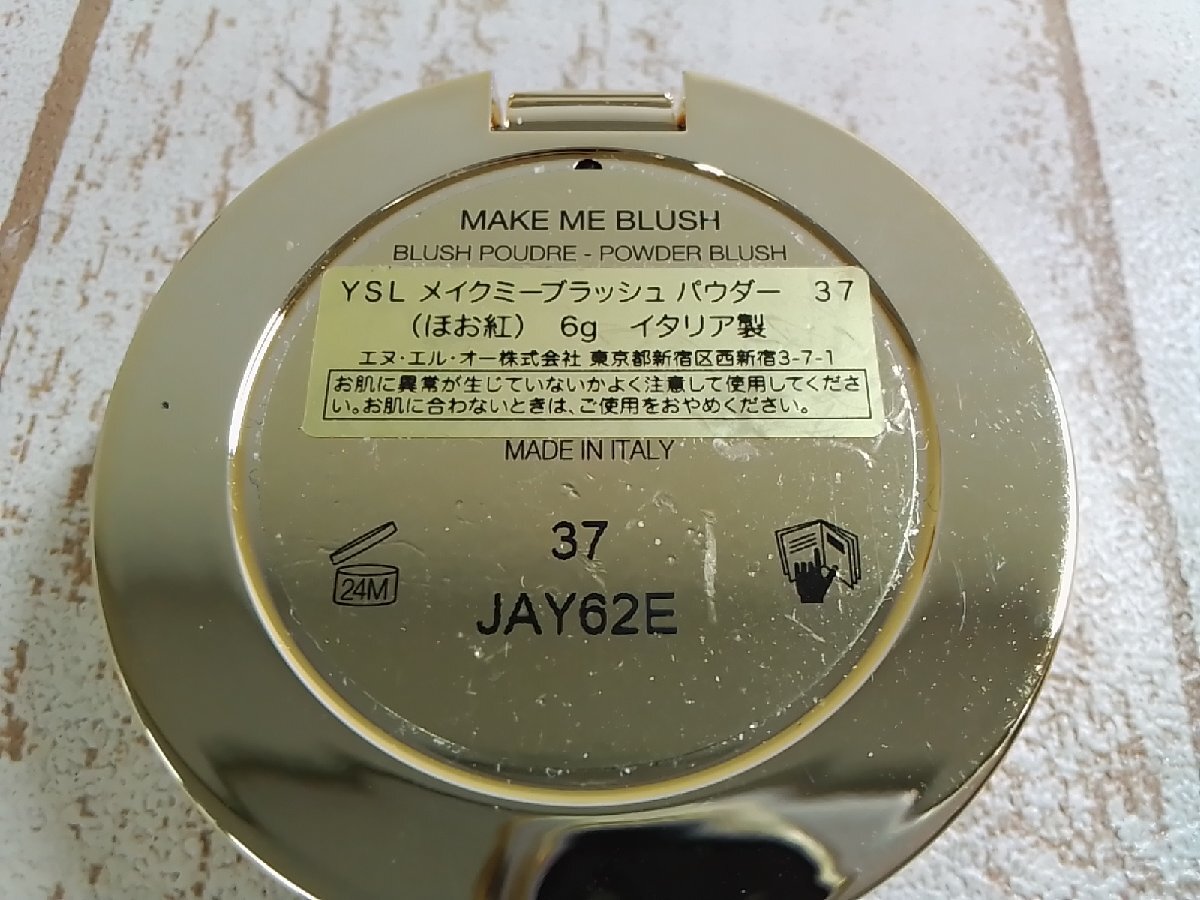 MAKE ME BLUSH
BLUSH POUDRE - POWDER BLUSH
YSL メイクミーブラッシュ パウダー 37
（ほお紅） 6g イタリア製
エヌ・エル・オー株式会社 東京都新宿区西新宿3-7-1
お肌に異常が生じていないかよく注意して使用してくださ
い。お肌に合わないときは、ご使用をおやめください。
MADE IN ITALY
37
24M
JAY62E